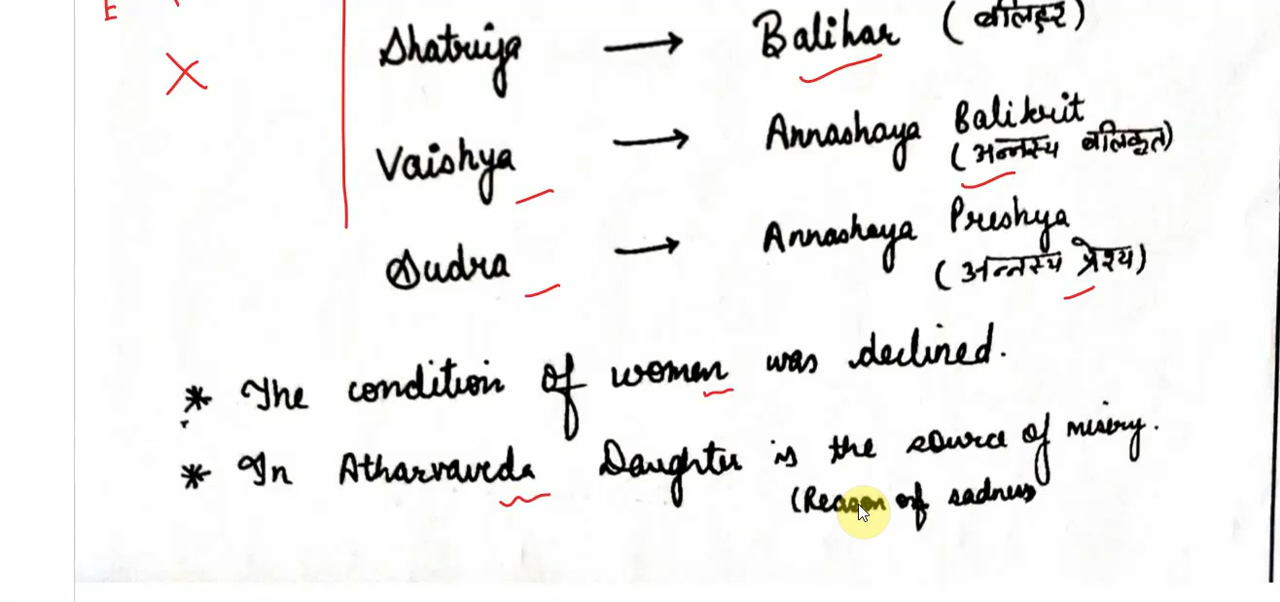 E
X
Shatriya → Balihar (बलिहर)
Vaishya → Annashaya Balikrit
(अन्नस्य बलिकृत)
Sudra → Annashaya Preshya
(अन्नस्य प्रेश्य)
* The condition of women was declined.
* In Atharvaveda Daughter is the source of misery.
(Reason of sadness